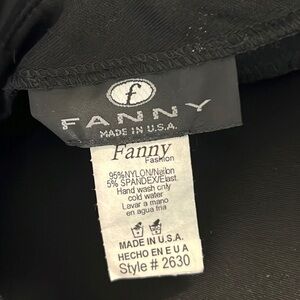 f
FANNY
MADE IN U.S.A.
Fanny
Fashion
95%NYLON/Nailon
5% SPANDEX/Elast.
Hand wash only
cold water
Lavar a mano
en agua fria
MADE IN U.S.A.
HECHO EN E U A
Style # 2630